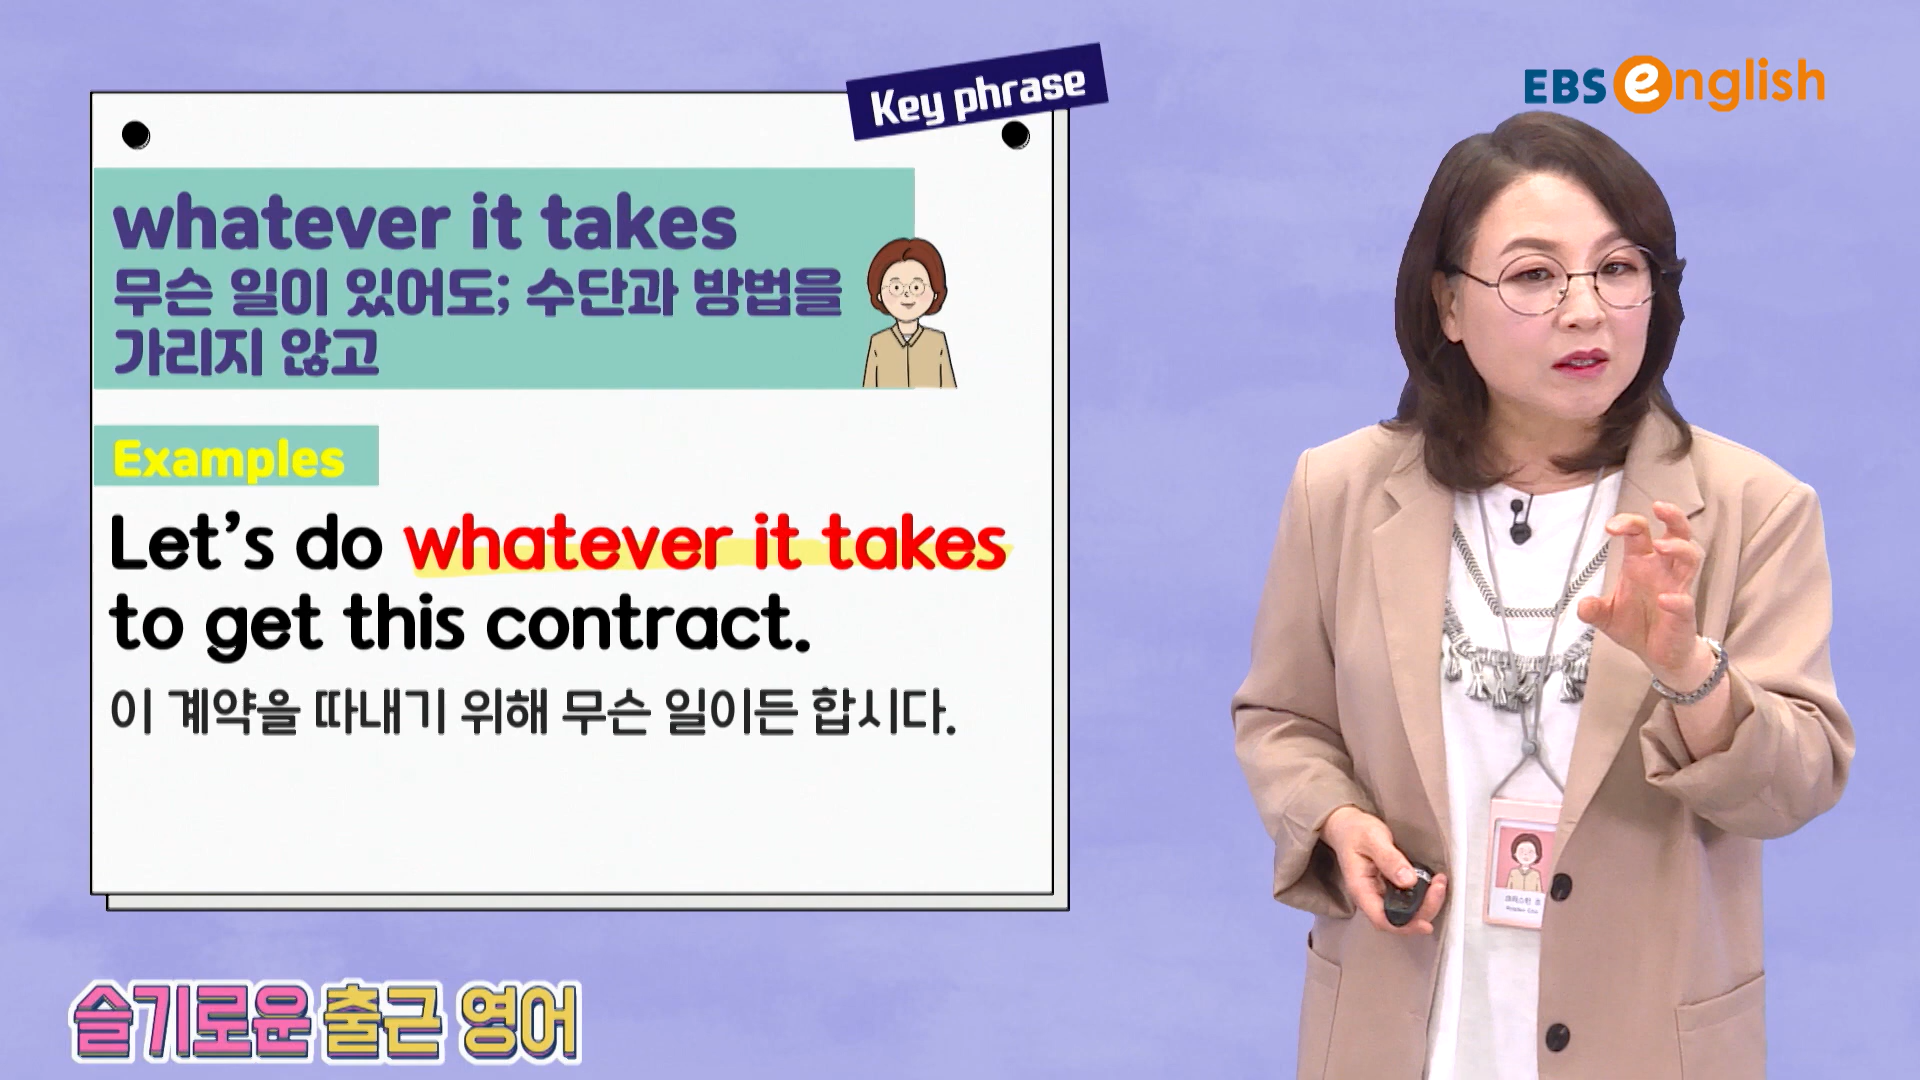 EBS english
Key phrase
whatever it takes
무슨 일이 있어도; 수단과 방법을
가리지 않고
Examples
Let's do whatever it takes
to get this contract.
이 계약을 따내기 위해 무슨 일이든 합시다.
슬기로운 출근 영어